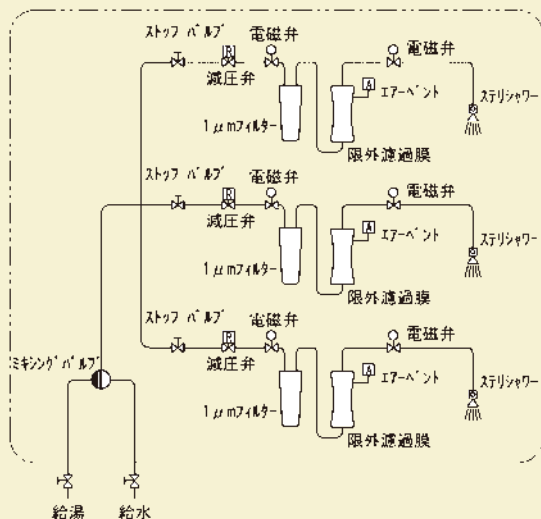 ストップバルブ 電磁弁
電磁弁
R
減圧弁
A
エアーベント
ステリシャワー
1μmフィルター
限外濾過膜
ストップバルブ 電磁弁
電磁弁
R
減圧弁
A
エアーベント
ステリシャワー
1μmフィルター
限外濾過膜
ストップバルブ 電磁弁
電磁弁
R
減圧弁
ミキシングバルブ
A
エアーベント
ステリシャワー
1μmフィルター
限外濾過膜
給湯 給水